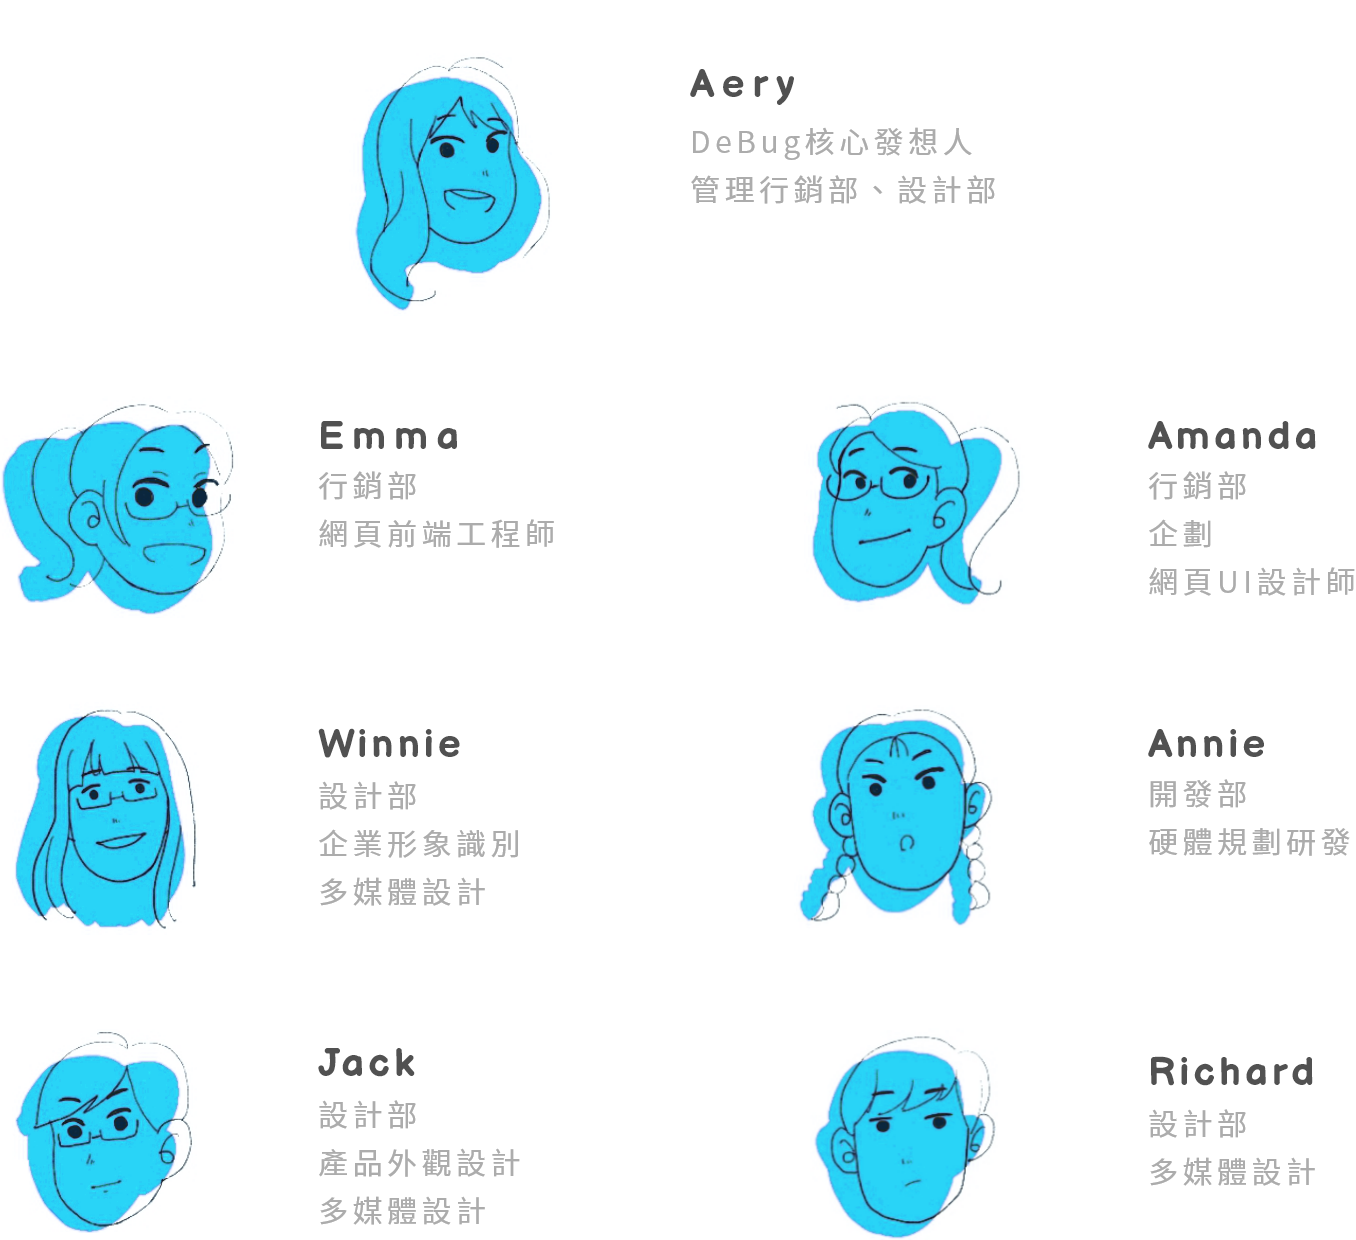 Aery
DeBug核心發想人
管理行銷部、設計部
Emma
行銷部
網頁前端工程師
Amanda
行銷部
企劃
網頁UI設計師
Winnie
設計部
企業形象識別
多媒體設計
Annie
開發部
硬體規劃研發
Jack
設計部
產品外觀設計
多媒體設計
Richard
設計部
多媒體設計